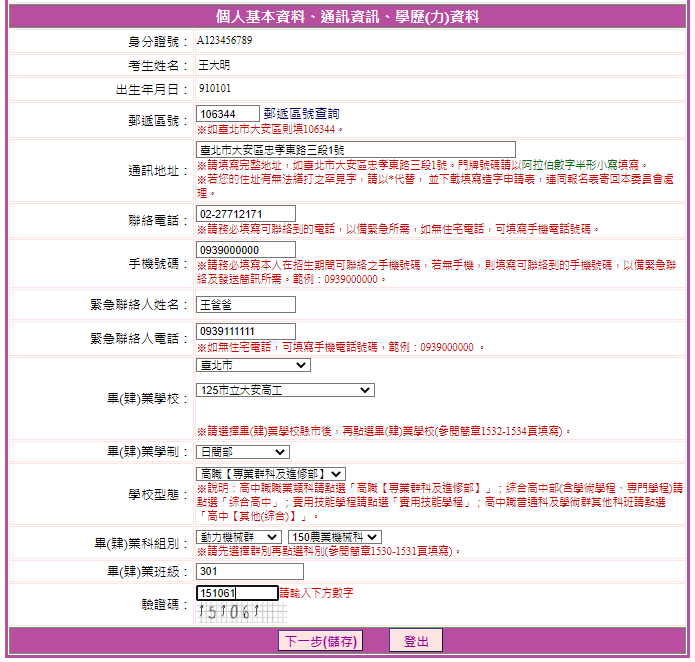 個人基本資料、通訊資訊、學歷(力)資料
身分證號： A123456789
考生姓名： 王大明
出生年月日： 910101
郵遞區號： 106344 郵遞區號查詢
※如臺北市大安區則填106344。
通訊地址： 臺北市大安區忠孝東路三段1號
※請填寫完整地址，如臺北市大安區忠孝東路三段1號。門牌號碼請以阿拉伯數字半形小寫填寫。
※若您的住址有無法繕打之罕見字，請以*代替， 並下載填寫造字申請表，連同報名表寄回本委員會處
理。
聯絡電話： 02-27712171
※請務必填寫可聯絡到的電話，以備緊急所需，如無住宅電話，可填寫手機電話號碼。
手機號碼： 0939000000
※請務必填寫本人在招生期間可聯絡之手機號碼，若無手機，則填寫可聯絡到的手機號碼，以備緊急聯
絡及發送簡訊所需。範例：0939000000。
緊急聯絡人姓名： 王爸爸
緊急聯絡人電話： 0939111111
※如無住宅電話，可填寫手機電話號碼，範例：0939000000 。
臺北市
畢(肄)業學校： 125市立大安高工
※請選擇畢(肄)業學校縣市後，再點選畢(肄)業學校(參閱簡章1532-1534頁填寫)。
畢(肄)業學制： 日間部
學校型態： 高職【專業群科及進修部】
※說明：高中職職業類科請點選「高職【專業群科及進修部】」；綜合高中部(含學術學程、專門學程)請
點選「綜合高中」；實用技能學程請點選「實用技能學程」；高中職普通科及學術群其他科班請點選
「高中【其他(綜合)】」。
畢(肄)業科組別： 動力機械群 150農業機械科
※請先選擇群別再點選科別(參閱簡章1530-1531頁填寫)。
畢(肄)業班級： 301
驗證碼： 151061 請輸入下方數字
151061
下一步(儲存) 登出